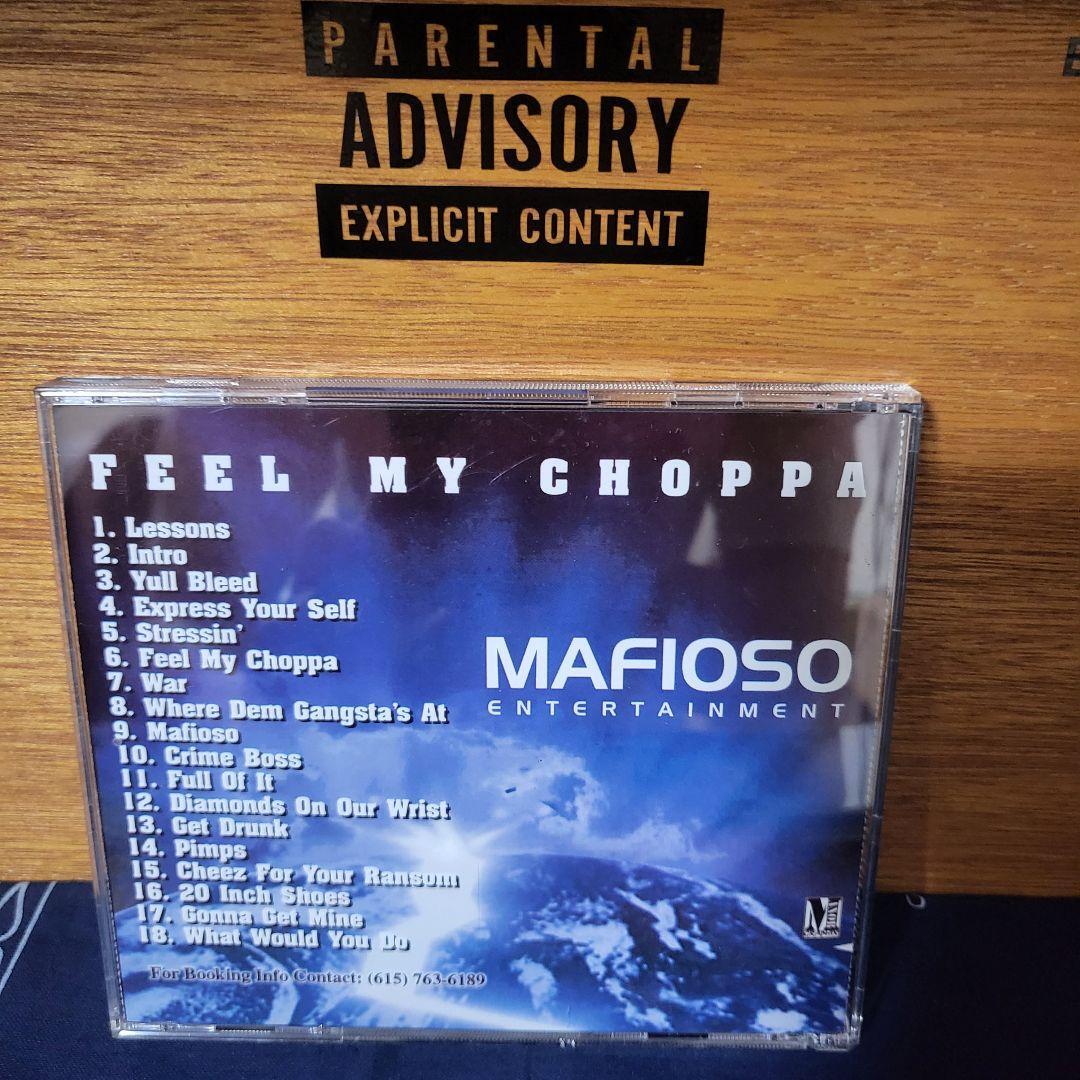 PARENTAL
ADVISORY
EXPLICIT CONTENT
FEEL MY CHOPPA
1. Lessons
2. Intro
3. Yull Bleed
4. Express Your Self
5. Stressin'
6. Feel My Choppa
7. War
8. Where Dem Gangsta's At
9. Mafioso
10. Crime Boss
11. Full Of It
12. Diamonds On Our Wrist
13. Get Drunk
14. Pimps
15. Cheez For Your Ransom
16. 20 Inch Shoes
17. Gonna Get Mine
18. What Would You Do
MAFIOSO
ENTERTAINMENT
For Booking Info Contact: (615) 763-6189